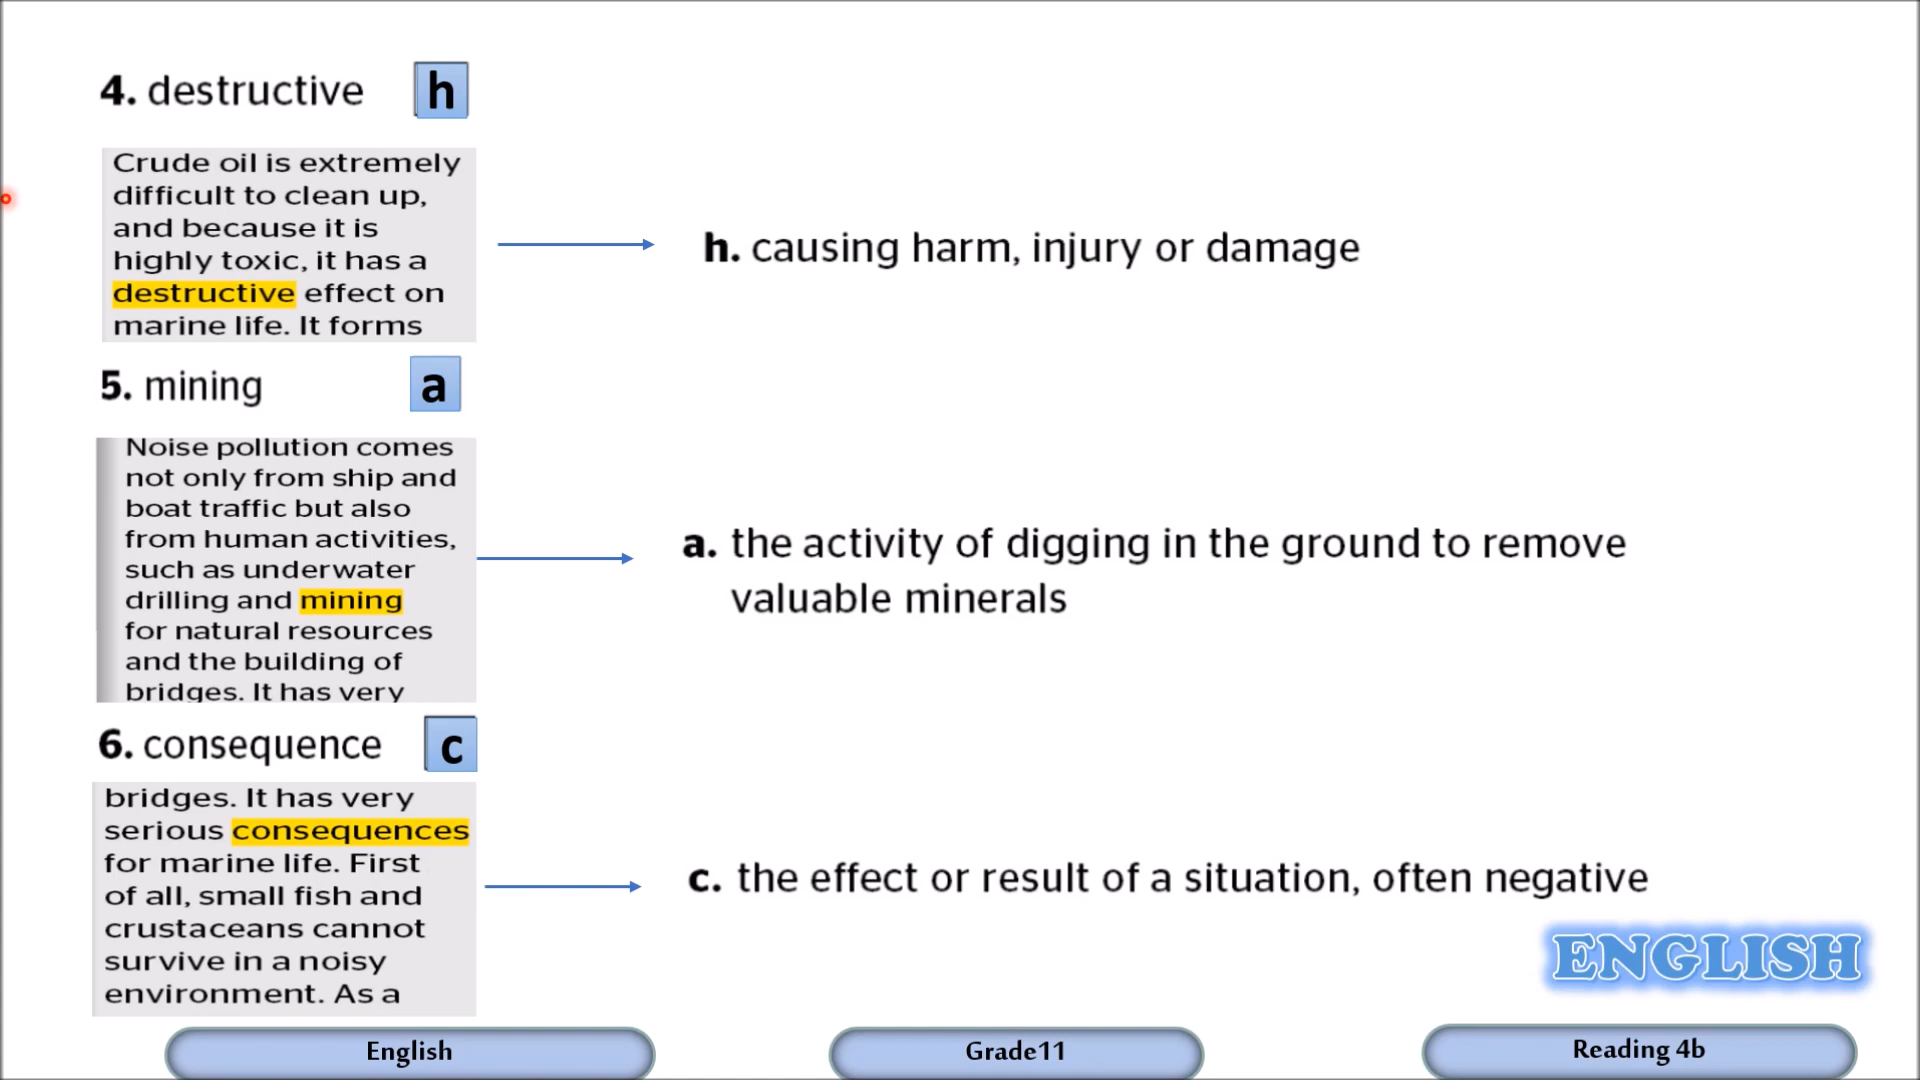 4. destructive h
Crude oil is extremely
difficult to clean up,
and because it is
highly toxic, it has a
destructive effect on
marine life. It forms
h. causing harm, injury or damage
5. mining a
Noise pollution comes
not only from ship and
boat traffic but also
from human activities,
such as underwater
drilling and mining
for natural resources
and the building of
bridges. It has very
a. the activity of digging in the ground to remove
valuable minerals
6. consequence c
bridges. It has very
serious consequences
for marine life. First
of all, small fish and
crustaceans cannot
survive in a noisy
environment. As a
c. the effect or result of a situation, often negative
ENGLISH
English Grade11 Reading 4b